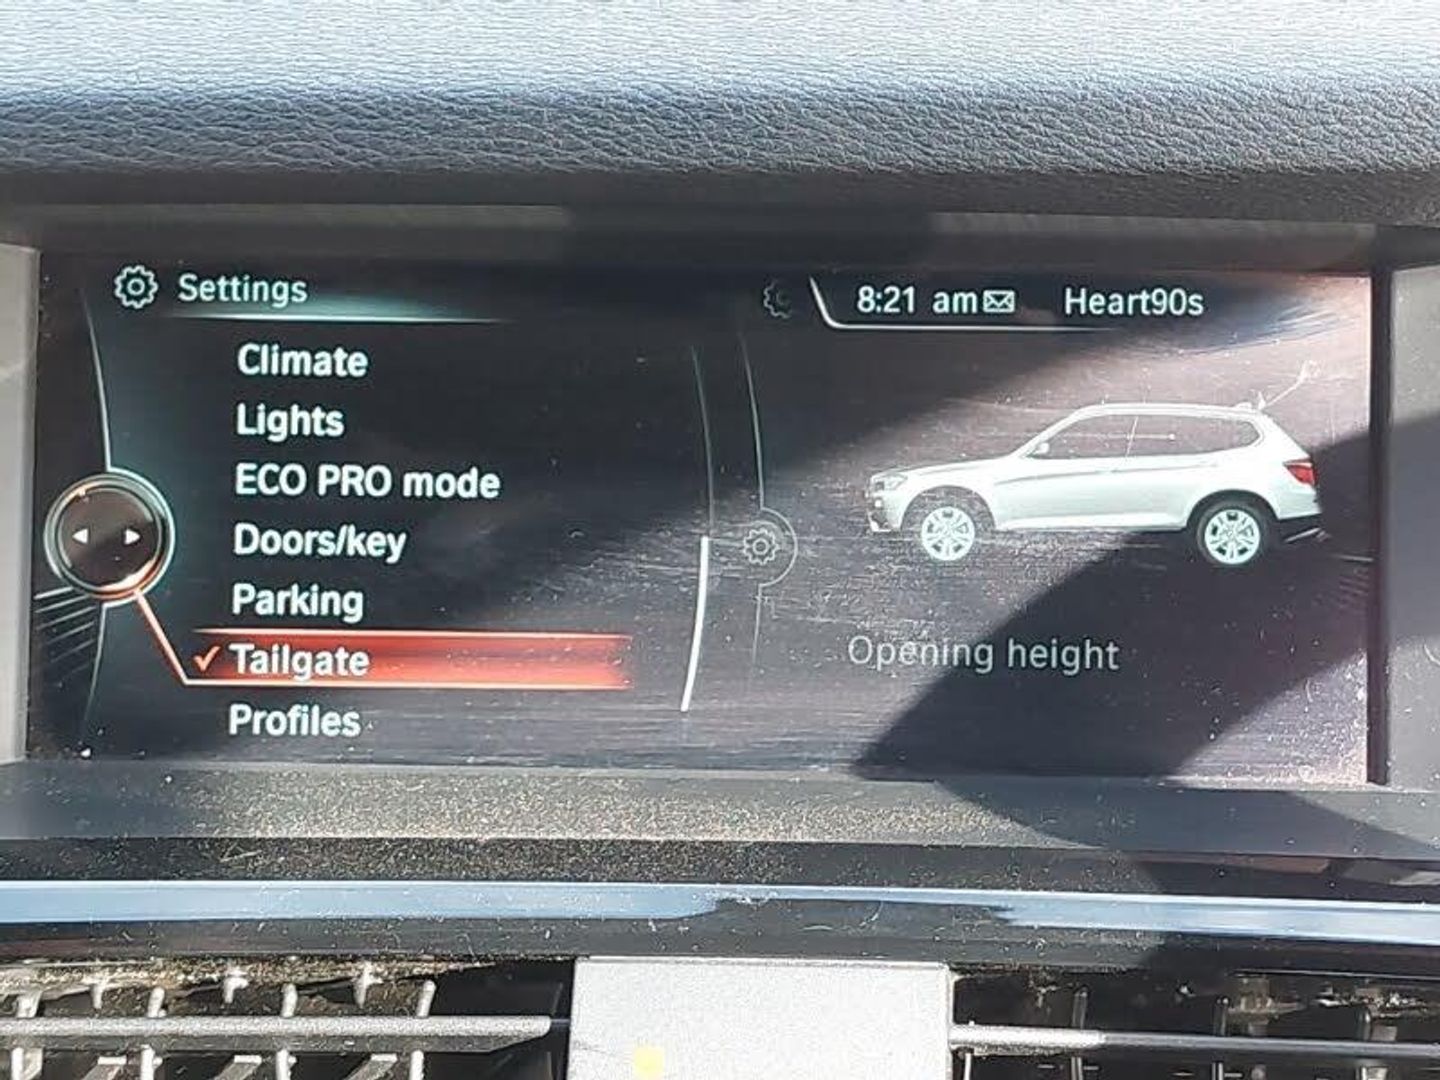 Settings
8:21 am
Heart90s
Climate
Lights
ECO PRO mode
Doors/key
Parking
Tailgate
Profiles
Opening height